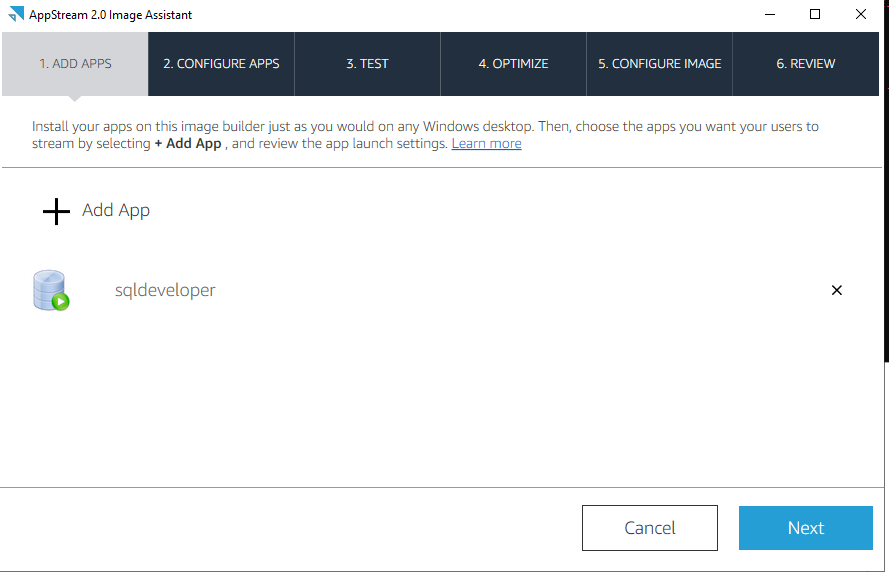 AppStream 2.0 Image Assistant
1. ADD APPS
2. CONFIGURE APPS
3. TEST
4. OPTIMIZE
5. CONFIGURE IMAGE
6. REVIEW
Install your apps on this image builder just as you would on any Windows desktop. Then, choose the apps you want your users to
stream by selecting + Add App , and review the app launch settings. Learn more
Add App
sqldeveloper
Cancel
Next